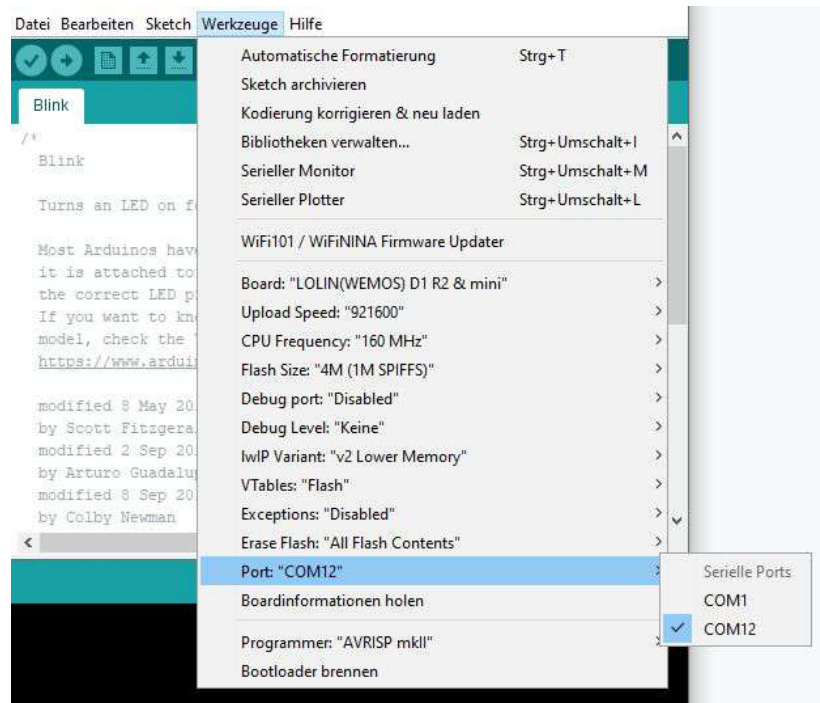 Datei Bearbeiten Sketch Werkzeuge Hilfe
Automatische Formatierung Strg+T
Sketch archivieren
Kodierung korrigieren & neu laden
Bibliotheken verwalten... Strg+Umschalt+I
Serieller Monitor Strg+Umschalt+M
Serieller Plotter Strg+Umschalt+L
WiFi101 / WiFiNINA Firmware Updater
Board: "LOLIN(WEMOS) D1 R2 & mini"
Upload Speed: "921600"
CPU Frequency: "160 MHz"
Flash Size: "4M (1M SPIFFS)"
Debug port: "Disabled"
Debug Level: "Keine"
IwIP Variant: "v2 Lower Memory"
VTables: "Flash"
Exceptions: "Disabled"
Erase Flash: "All Flash Contents"
Port: "COM12"
Boardinformationen holen
Programmer: "AVRISP mkII"
Bootloader brennen
Serielle Ports
COM1
COM12
Blink
/*
Blink
Turns an LED on
Most Arduinos have
it is attached to
the correct LED
If you want to
model, check the
https://www.ardui
modified 8 May 20
by Scott Fitzgera
modified 2 Sep 20
by Arturo Guadalu
modified 8 Sep 20
by Colby Newman